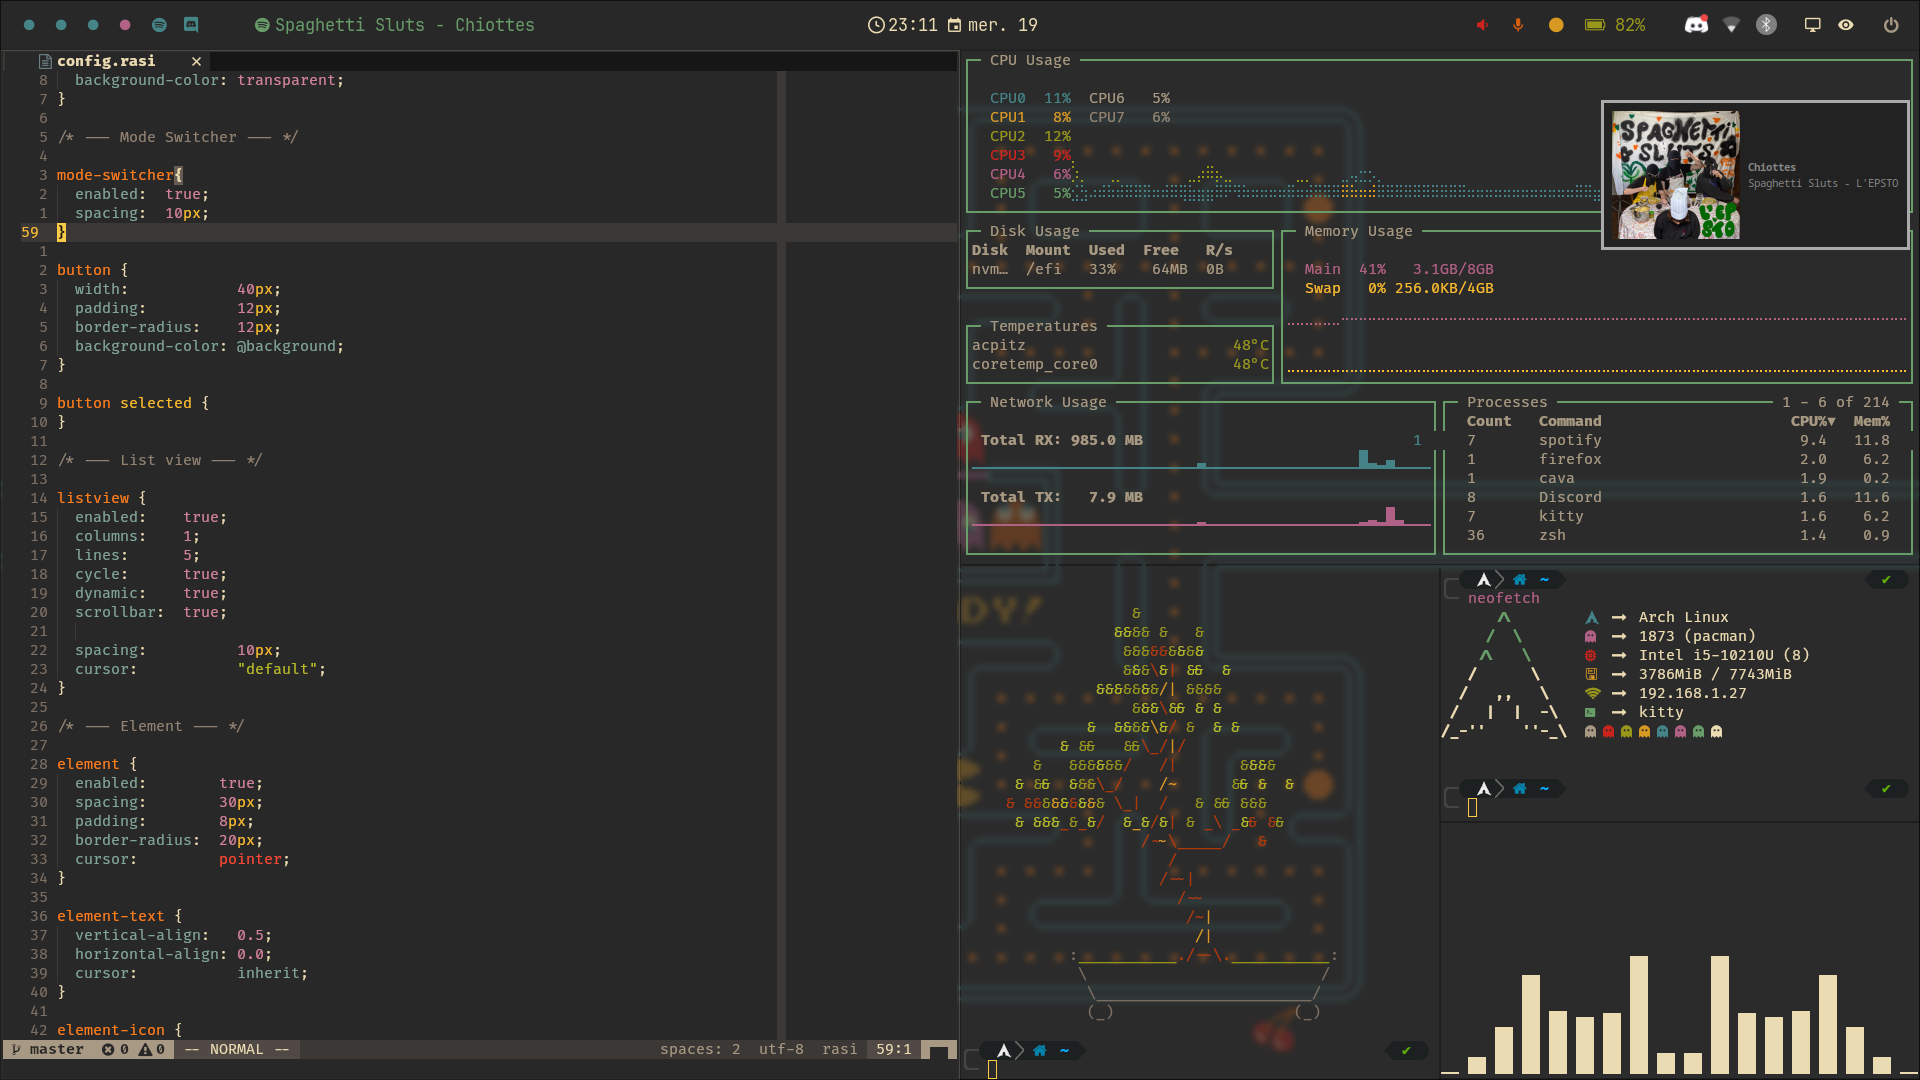 Spaghetti Sluts - Chiottes
23:11 mer. 19
82%
config.rasi ×
8 background-color: transparent;
7 }
6
5 /* ── Mode Switcher ── */
4
3 mode-switcher{
2 enabled: true;
1 spacing: 10px;
59 }
1
2 button {
3 width: 40px;
4 padding: 12px;
5 border-radius: 12px;
6 background-color: @background;
7 }
8
9 button selected {
10 }
11
12 /* ── List view ── */
13
14 listview {
15 enabled: true;
16 columns: 1;
17 lines: 5;
18 cycle: true;
19 dynamic: true;
20 scrollbar: true;
21
22 spacing: 10px;
23 cursor: "default";
24 }
25
26 /* ── Element ── */
27
28 element {
29 enabled: true;
30 spacing: 30px;
31 padding: 8px;
32 border-radius: 20px;
33 cursor: pointer;
34 }
35
36 element-text {
37 vertical-align: 0.5;
38 horizontal-align: 0.0;
39 cursor: inherit;
40 }
41
42 element-icon {
master 0 0 -- NORMAL -- spaces: 2 utf-8 rasi 59:1
CPU Usage
CPU0 11% CPU6 5%
CPU1 8% CPU7 6%
CPU2 12%
CPU3 9%
CPU4 6%
CPU5 5%
SPAGHETTI
SLUTS
L'EP
STO
Chiottes
Spaghetti Sluts - L'EPSTO
Disk Usage
Disk Mount Used Free R/s
nvm… /efi 33% 64MB 0B
Memory Usage
Main 41% 3.1GB/8GB
Swap 0% 256.0KB/4GB
Temperatures
acpitz 48°C
coretemp_core0 48°C
Network Usage
Total RX: 985.0 MB 1
Total TX: 7.9 MB
Processes 1 - 6 of 214
Count Command CPU%▼ Mem%
7 spotify 9.4 11.8
1 firefox 2.0 6.2
1 cava 1.9 0.2
8 Discord 1.6 11.6
7 kitty 1.6 6.2
36 zsh 1.4 0.9
DY!
~ ✔
neofetch
→ Arch Linux
→ 1873 (pacman)
→ Intel i5-10210U (8)
→ 3786MiB / 7743MiB
→ 192.168.1.27
→ kitty
~ ✔
~ ✔